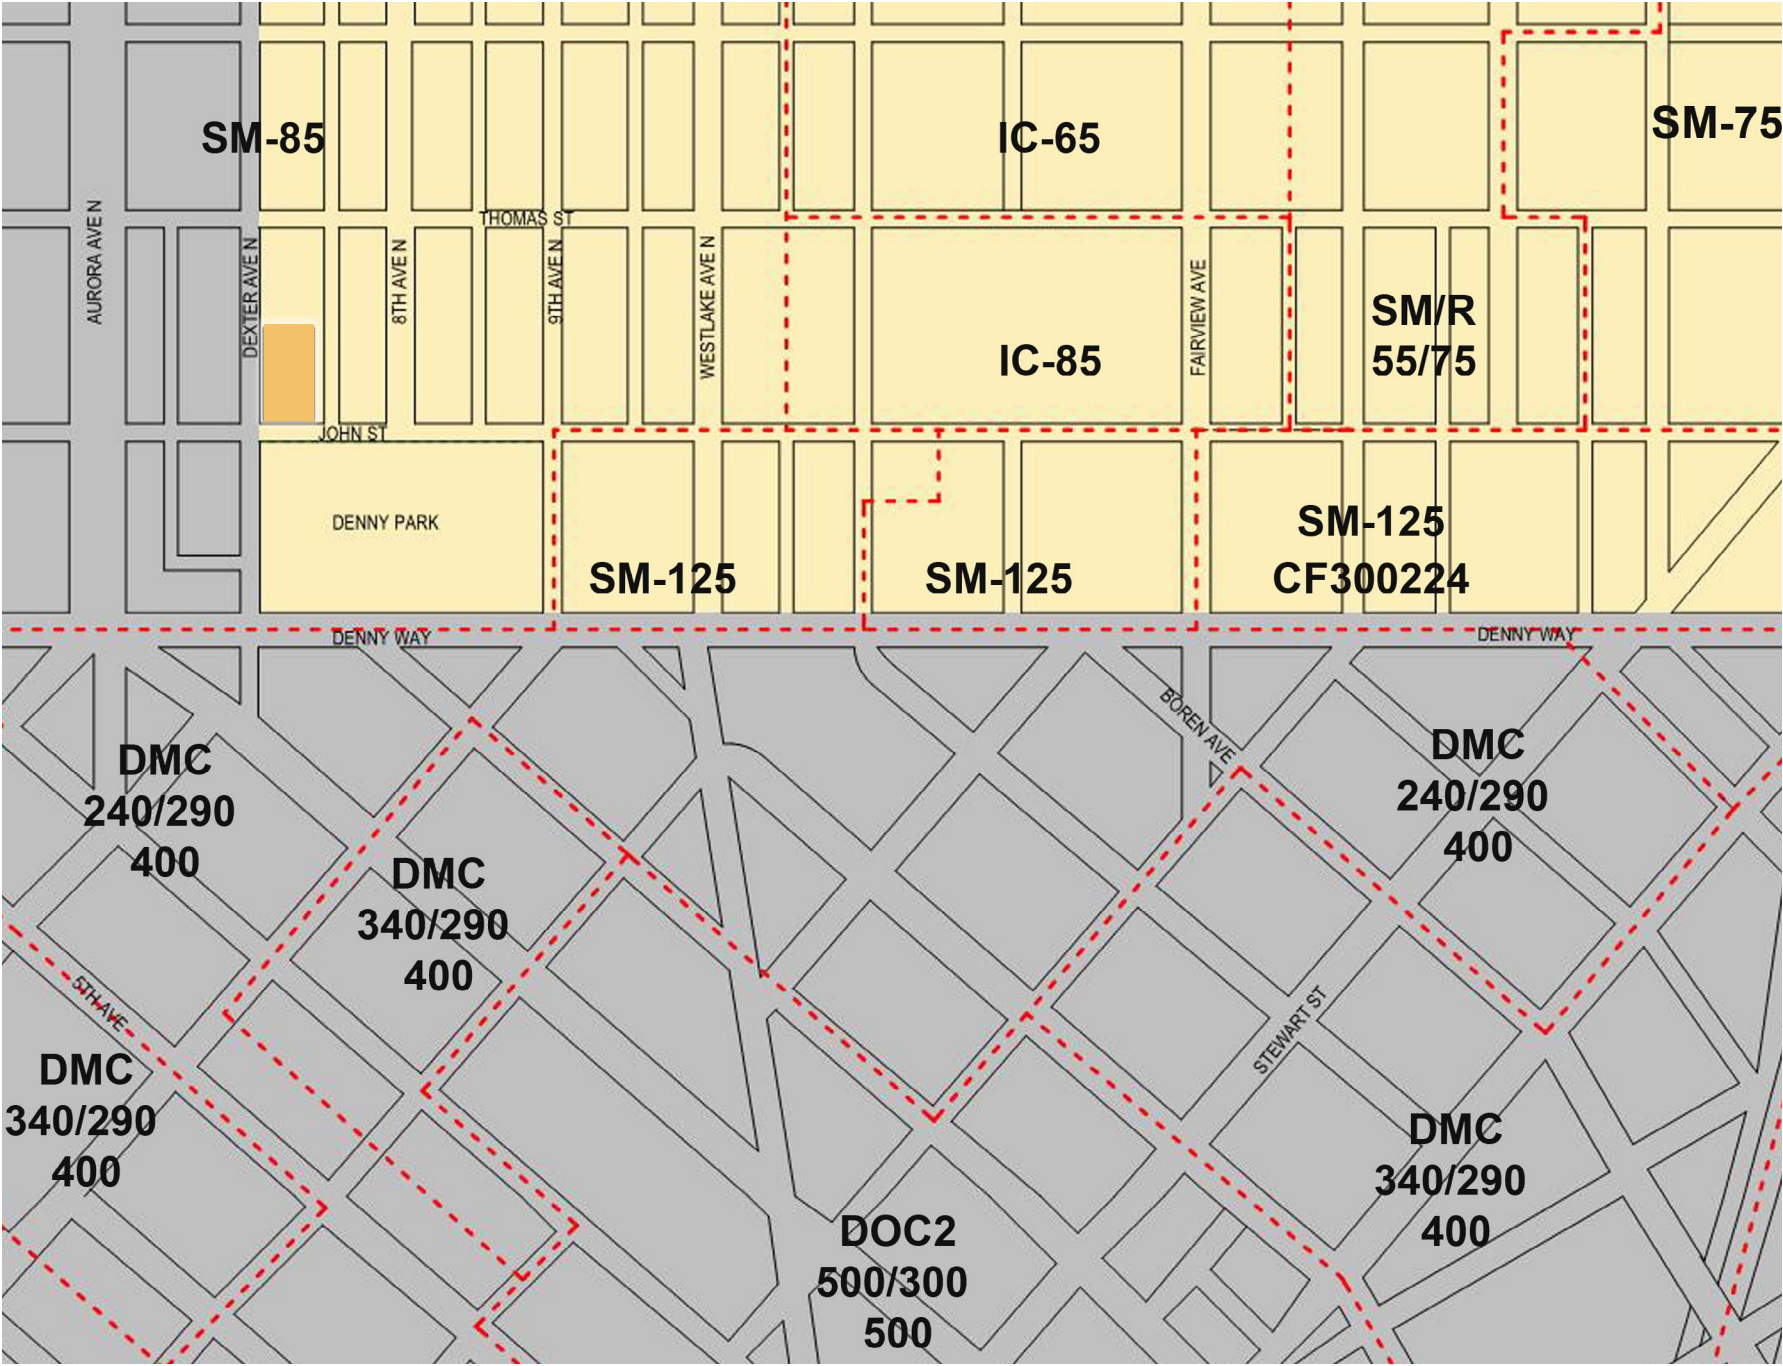 SM-85
IC-65
SM-75
AURORA AVE N
DEXTER AVE N
8TH AVE N
THOMAS ST
9TH AVE N
WESTLAKE AVE N
IC-85
FAIRVIEW AVE
SM/R
55/75
JOHN ST
DENNY PARK
SM-125
SM-125
SM-125
CF300224
DENNY WAY
DENNY WAY
BOREN AVE
DMC
240/290
400
DMC
340/290
400
DMC
240/290
400
5TH AVE
STEWART ST
DMC
340/290
400
DOC2
500/300
500
DMC
340/290
400